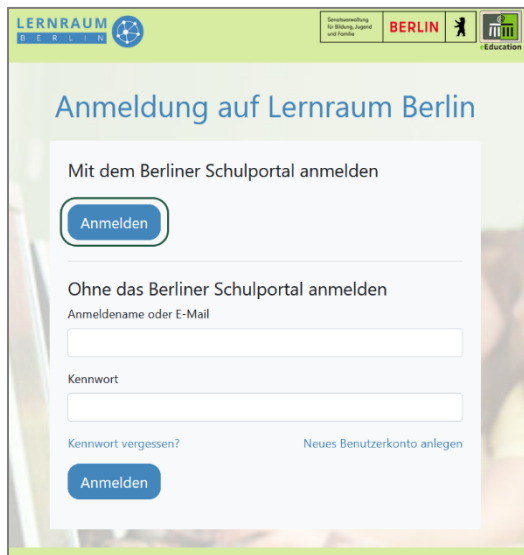 LERNRAUM
BERLIN
Senatsverwaltung
für Bildung, Jugend
und Familie
BERLIN
eEducation
Anmeldung auf Lernraum Berlin
Mit dem Berliner Schulportal anmelden
Anmelden
Ohne das Berliner Schulportal anmelden
Anmeldename oder E-Mail
Kennwort
Kennwort vergessen? Neues Benutzerkonto anlegen
Anmelden